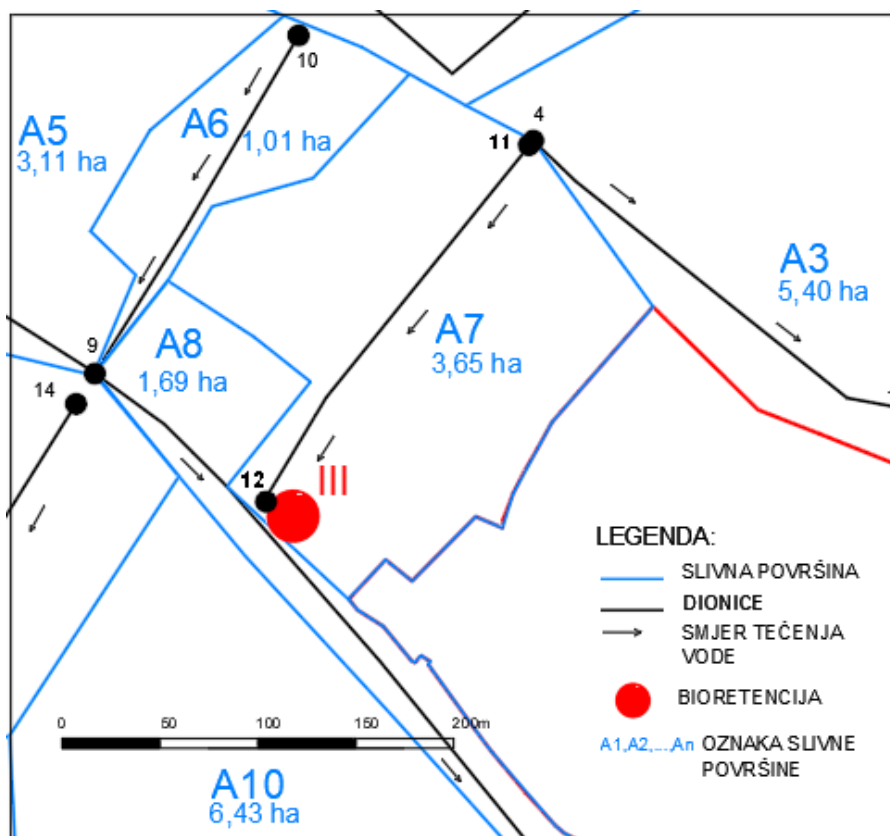 10
A6
1,01 ha
A5
3,11 ha
4
11
A3
5,40 ha
A7
3,65 ha
9
A8
1,69 ha
14
12
III
LEGENDA:
SLIVNA POVRŠINA
DIONICE
SMJER TEČENJA
VODE
BIORETENCIJA
A1,A2,...,An OZNAKA SLIVNE
POVRŠINE
0 50 100 150 200m
A10
6,43 ha